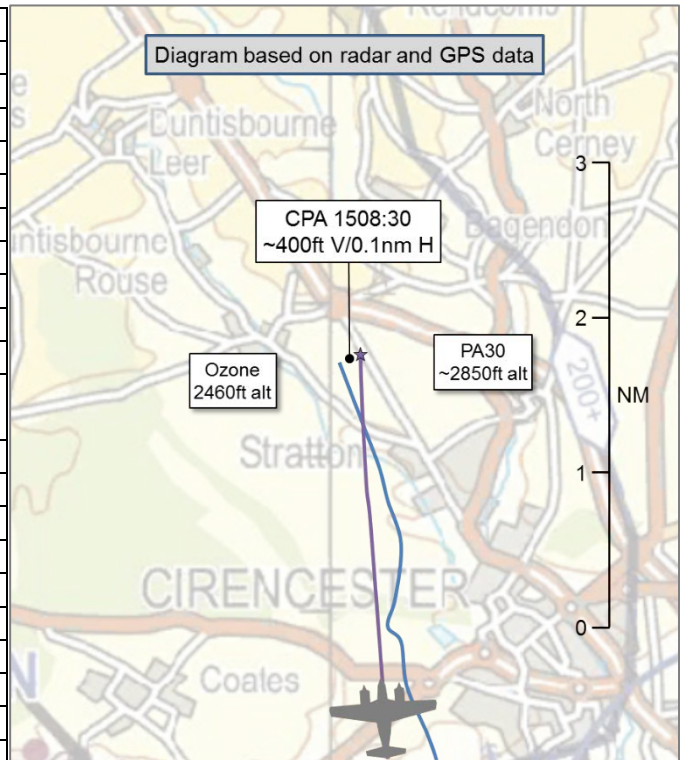 Diagram based on radar and GPS data
North
Cerney
Duntisbourne
Leer
3
CPA 1508:30
~400ft V/0.1nm H
Bagendon
Rouse
2
PA30
~2850ft alt
Ozone
2460ft alt
200+
NM
Stratton
1
CIRENCESTER
0
Coates
N